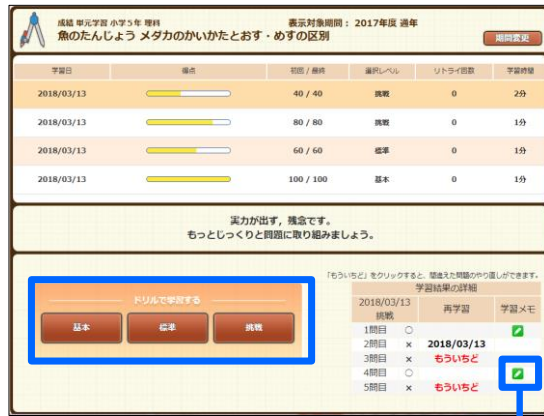 成績 単元学習 小学5年 理科
表示対象期間： 2017年度 過年
魚のたんじょう メダカのかいかたとおす・めすの区別
期間変更
学習日 得点 初回 / 最終 選択レベル リトライ回数 学習時間
2018/03/13 40 / 40 挑戦 0 2分
2018/03/13 80 / 80 挑戦 0 1分
2018/03/13 60 / 60 標準 0 1分
2018/03/13 100 / 100 基本 0 1分
実力が出ず，残念です。
もっとじっくりと問題に取り組みましょう。
「もういちど」をクリックすると、間違えた問題のやり直しができます。
ドリルで学習する
基本 標準 挑戦
学習結果の詳細
2018/03/13 挑戦 再学習 学習メモ
1問目 ○
2問目 × 2018/03/13
3問目 × もういちど
4問目 ○
5問目 × もういちど